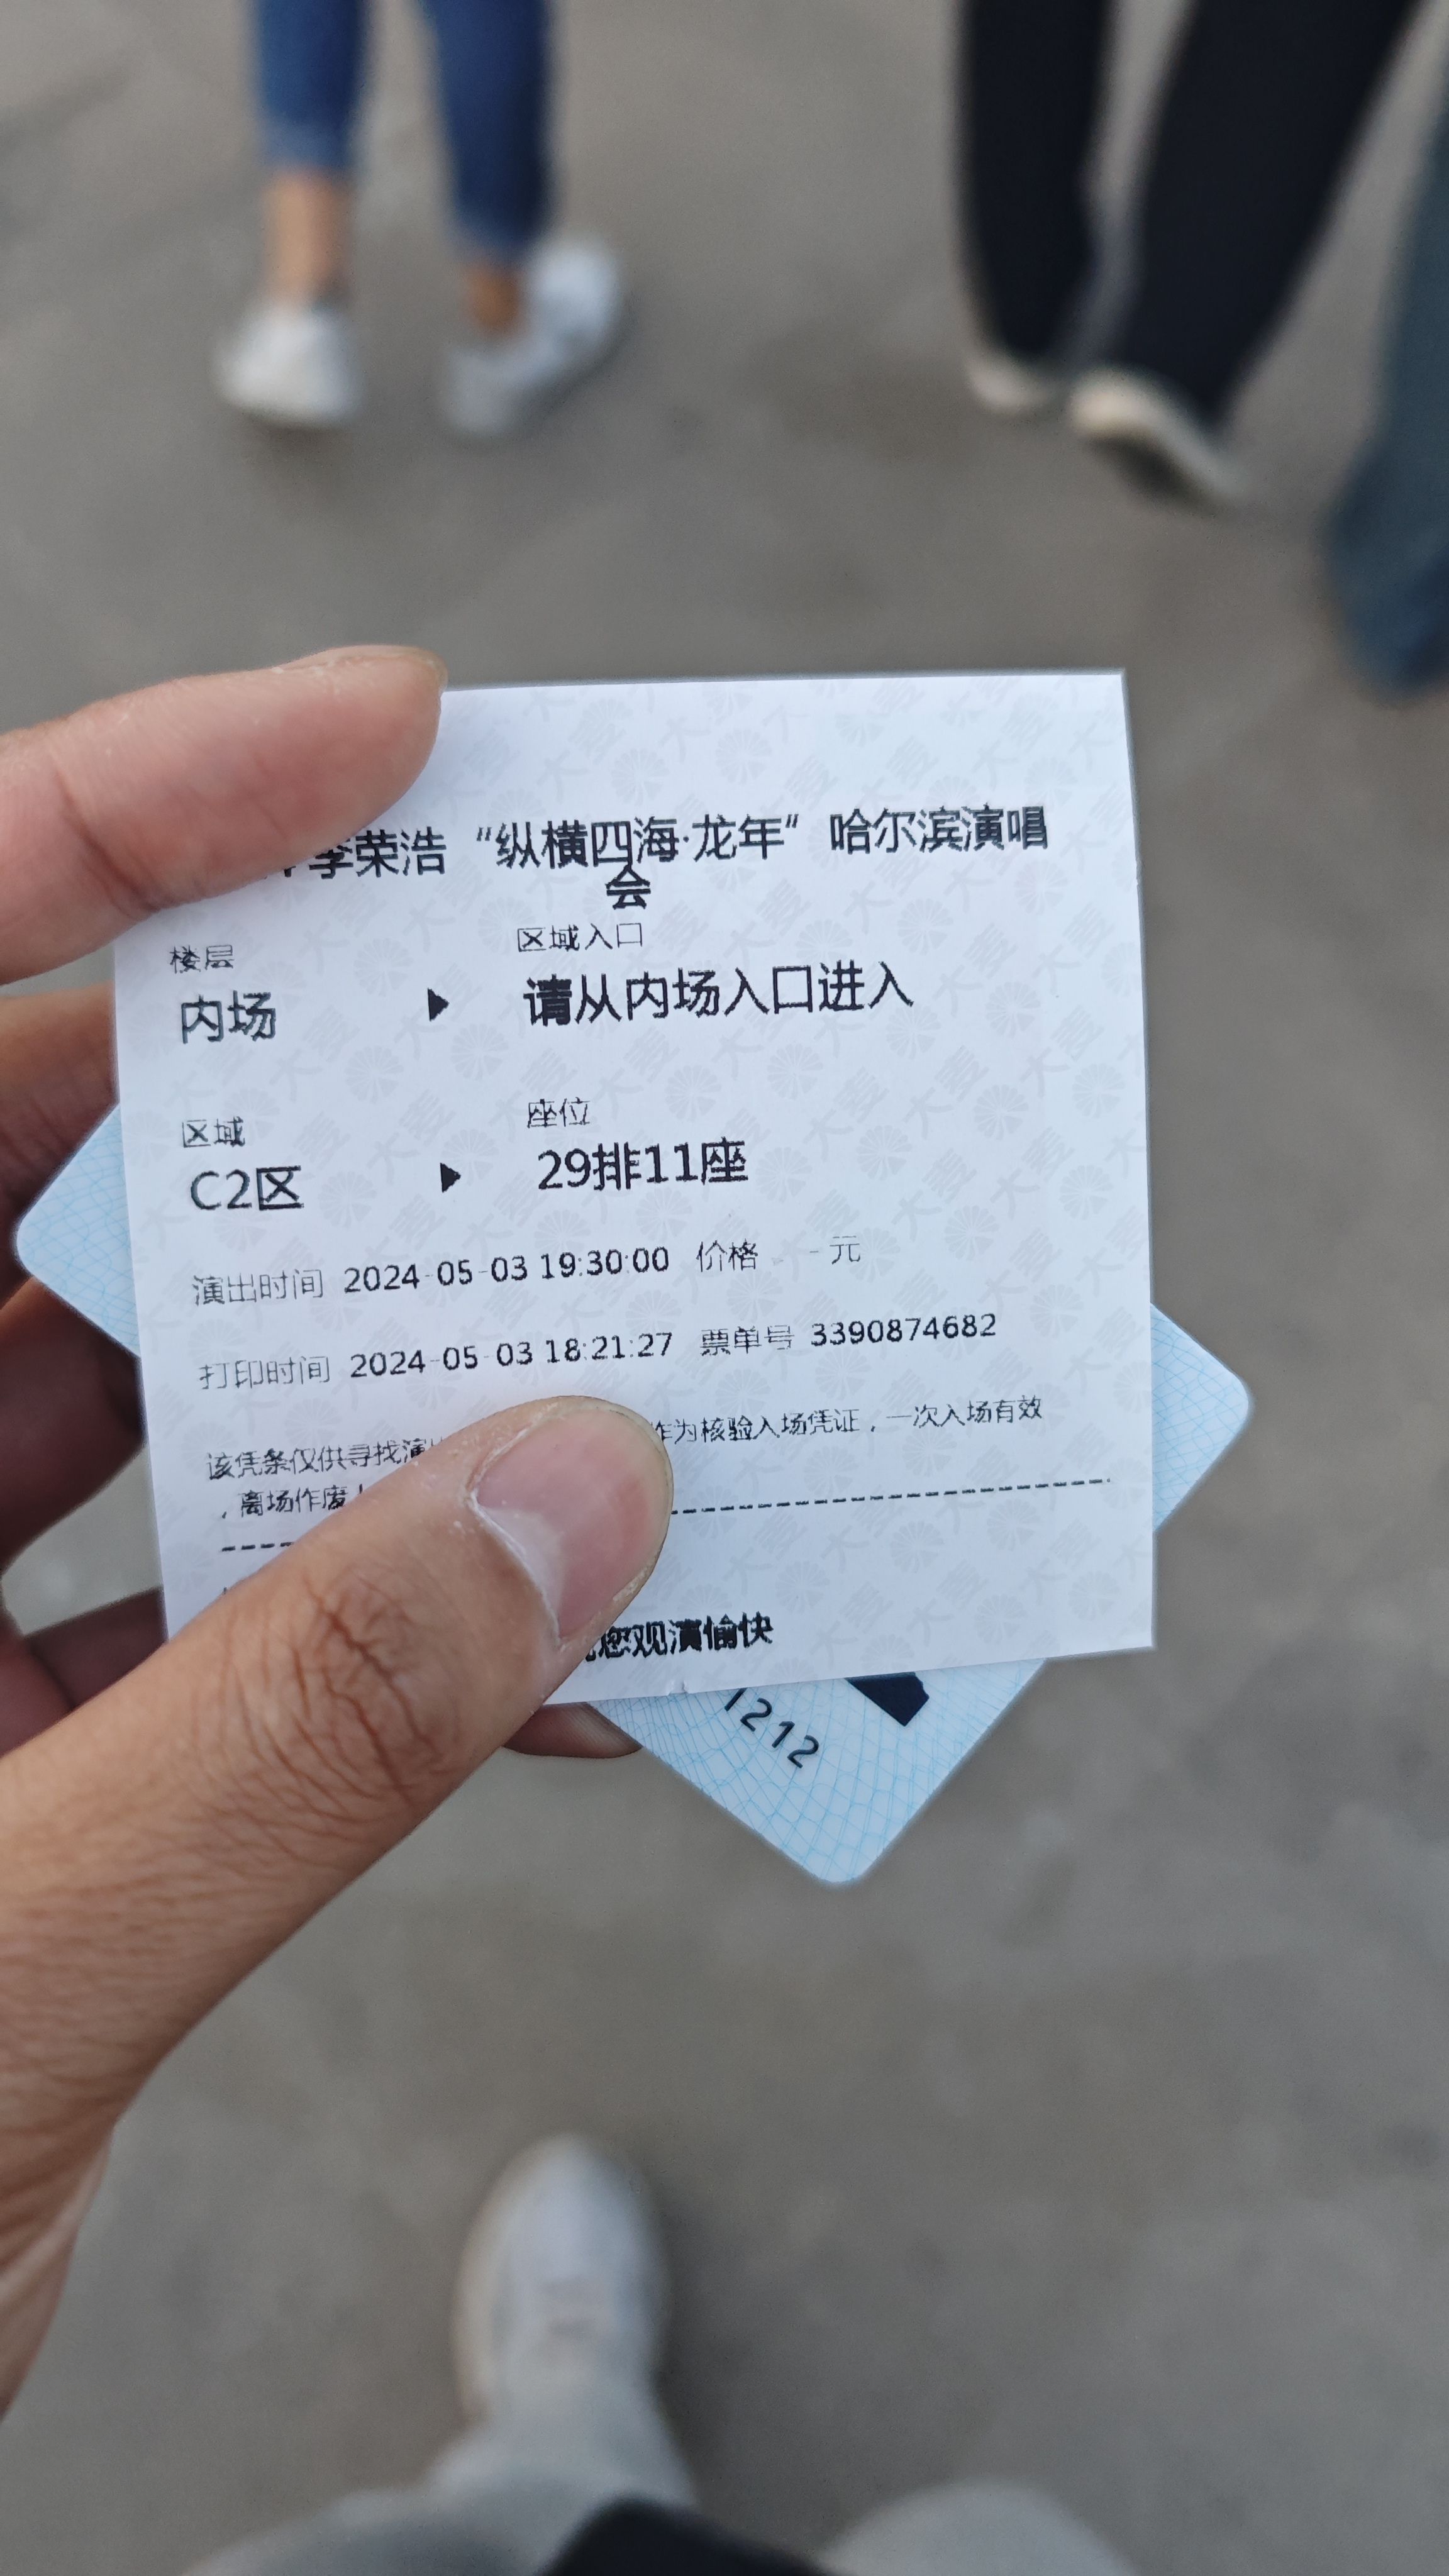 李荣浩 “纵横四海·龙年” 哈尔滨演唱
会
楼层 区域入口
内场 ▶ 请从内场入口进入
区域 座位
C2区 ▶ 29排11座
演出时间 2024-05-03 19:30:00 价格 - 元
打印时间 2024-05-03 18:21:27 票单号 3390874682
该凭条仅供寻找演 作为核验入场凭证，一次入场有效
，离场作废
您观演愉快
1212
大麦